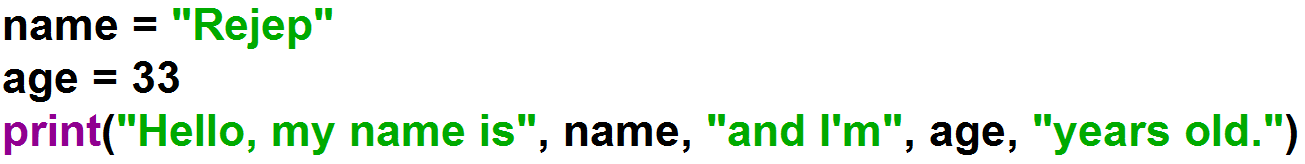 name = "Rejep"
age = 33
print("Hello, my name is", name, "and I'm", age, "years old.")